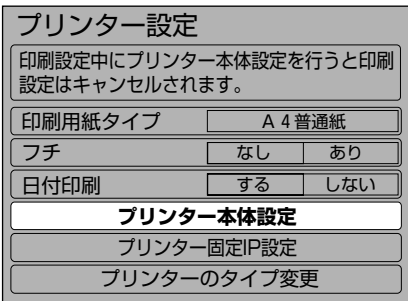 プリンター設定
印刷設定中にプリンター本体設定を行うと印刷
設定はキャンセルされます。
印刷用紙タイプ A4普通紙
フチ なし あり
日付印刷 する しない
プリンター本体設定
プリンター固定IP設定
プリンターのタイプ変更